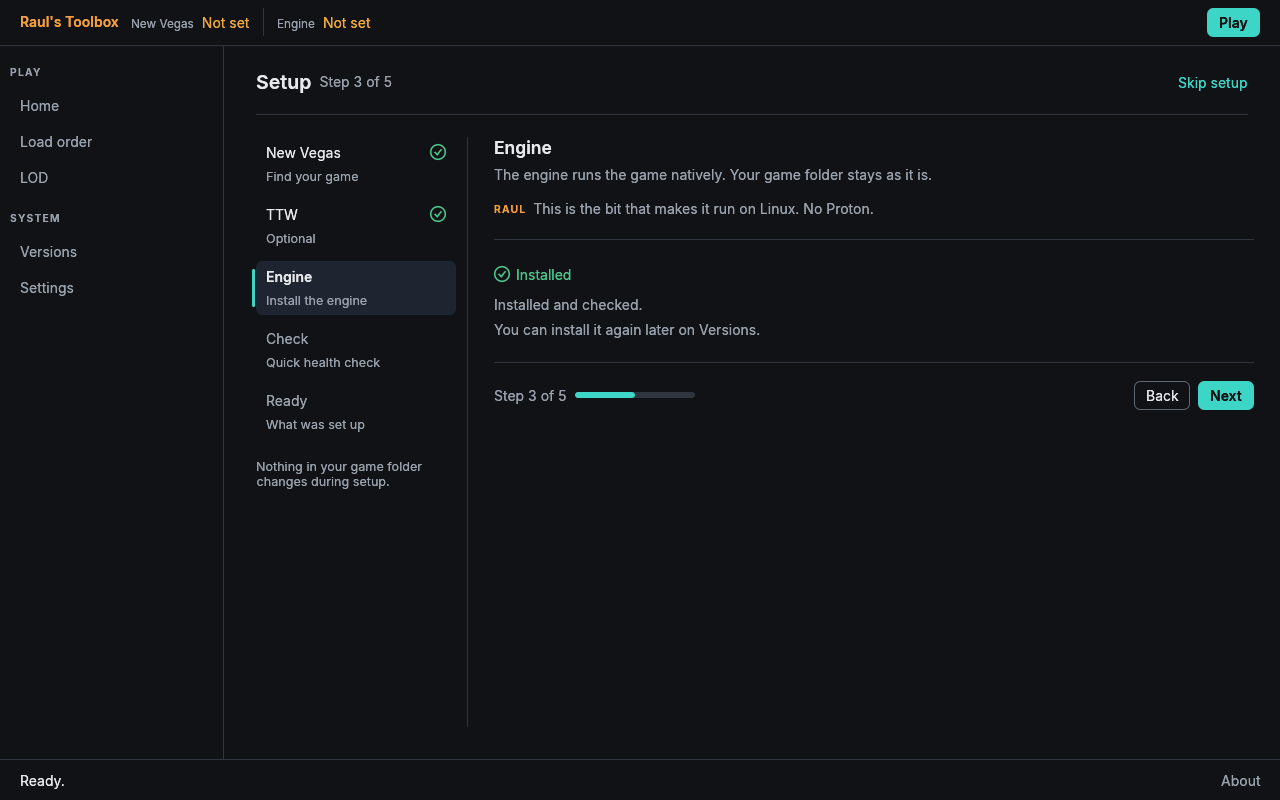 Raul's Toolbox New Vegas Not set Engine Not set Play
PLAY
Home
Load order
LOD
SYSTEM
Versions
Settings
Setup Step 3 of 5 Skip setup
New Vegas
Find your game
TTW
Optional
Engine
Install the engine
Check
Quick health check
Ready
What was set up
Nothing in your game folder
changes during setup.
Engine
The engine runs the game natively. Your game folder stays as it is.
RAUL This is the bit that makes it run on Linux. No Proton.
Installed
Installed and checked.
You can install it again later on Versions.
Step 3 of 5 Back Next
Ready. About